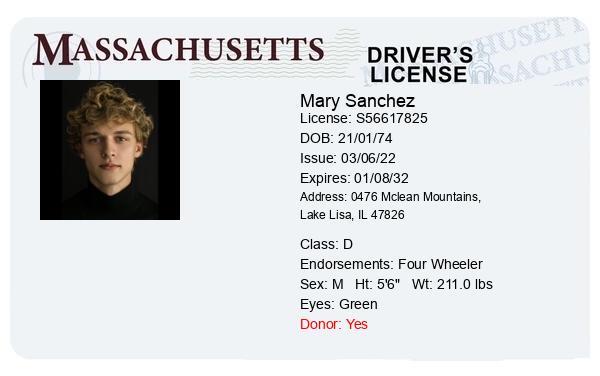 MASSACHUSETTS
DRIVER'S
LICENSE
Mary Sanchez
License: S56617825
DOB: 21/01/74
Issue: 03/06/22
Expires: 01/08/32
Address: 0476 Mclean Mountains,
Lake Lisa, IL 47826
Class: D
Endorsements: Four Wheeler
Sex: M Ht: 5'6" Wt: 211.0 lbs
Eyes: Green
Donor: Yes